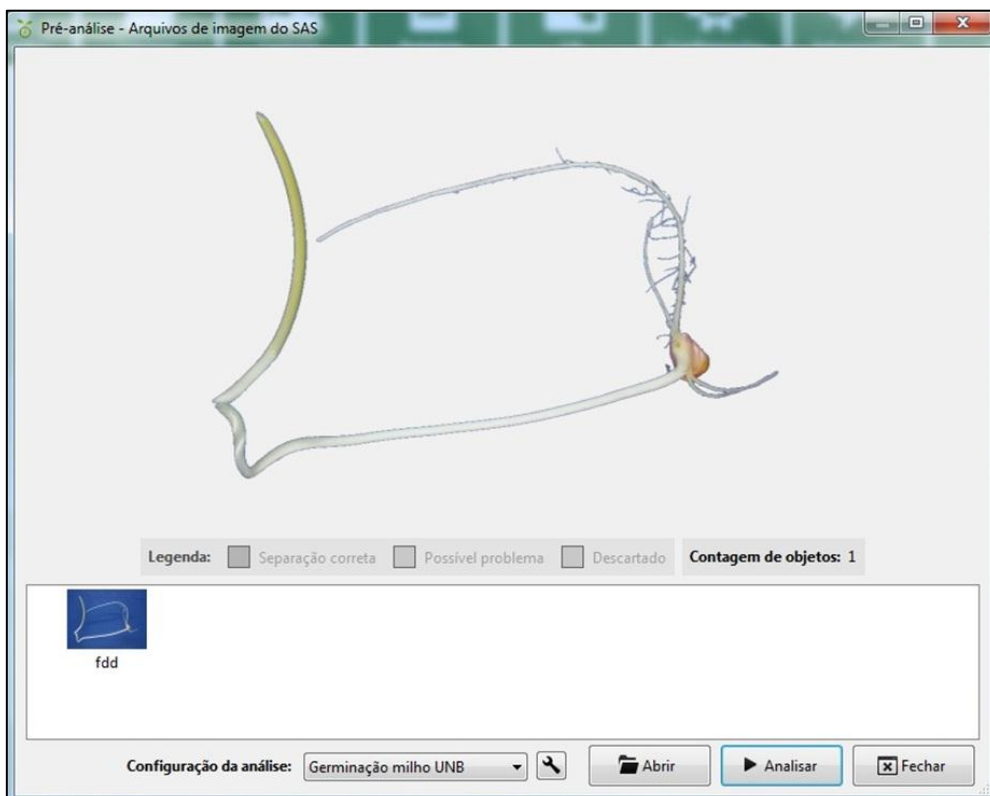 Pré-análise - Arquivos de imagem do SAS
Legenda: Separação correta Possível problema Descartado Contagem de objetos: 1
fdd
Configuração da análise: Germinação milho UNB Abrir Analisar Fechar